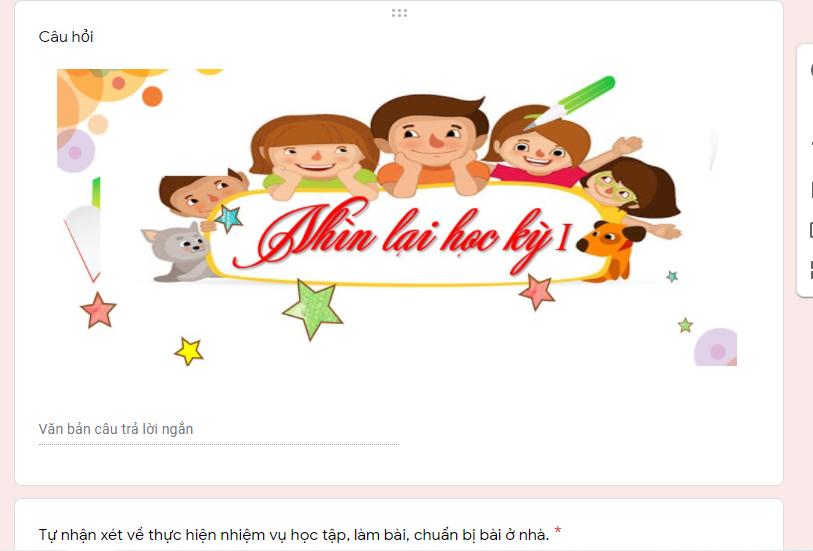 Câu hỏi
Nhìn lại học kỳ I
Văn bản câu trả lời ngắn
Tự nhận xét về thực hiện nhiệm vụ học tập, làm bài, chuẩn bị bài ở nhà. *